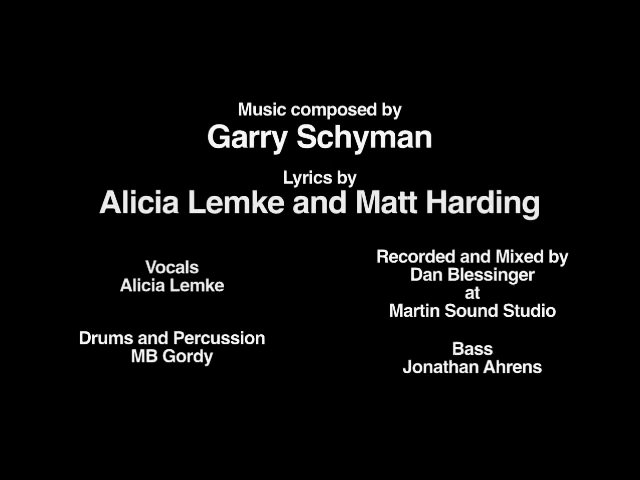 Music composed by
Garry Schyman
Lyrics by
Alicia Lemke and Matt Harding
Vocals
Alicia Lemke
Drums and Percussion
MB Gordy
Recorded and Mixed by
Dan Blessinger
at
Martin Sound Studio
Bass
Jonathan Ahrens